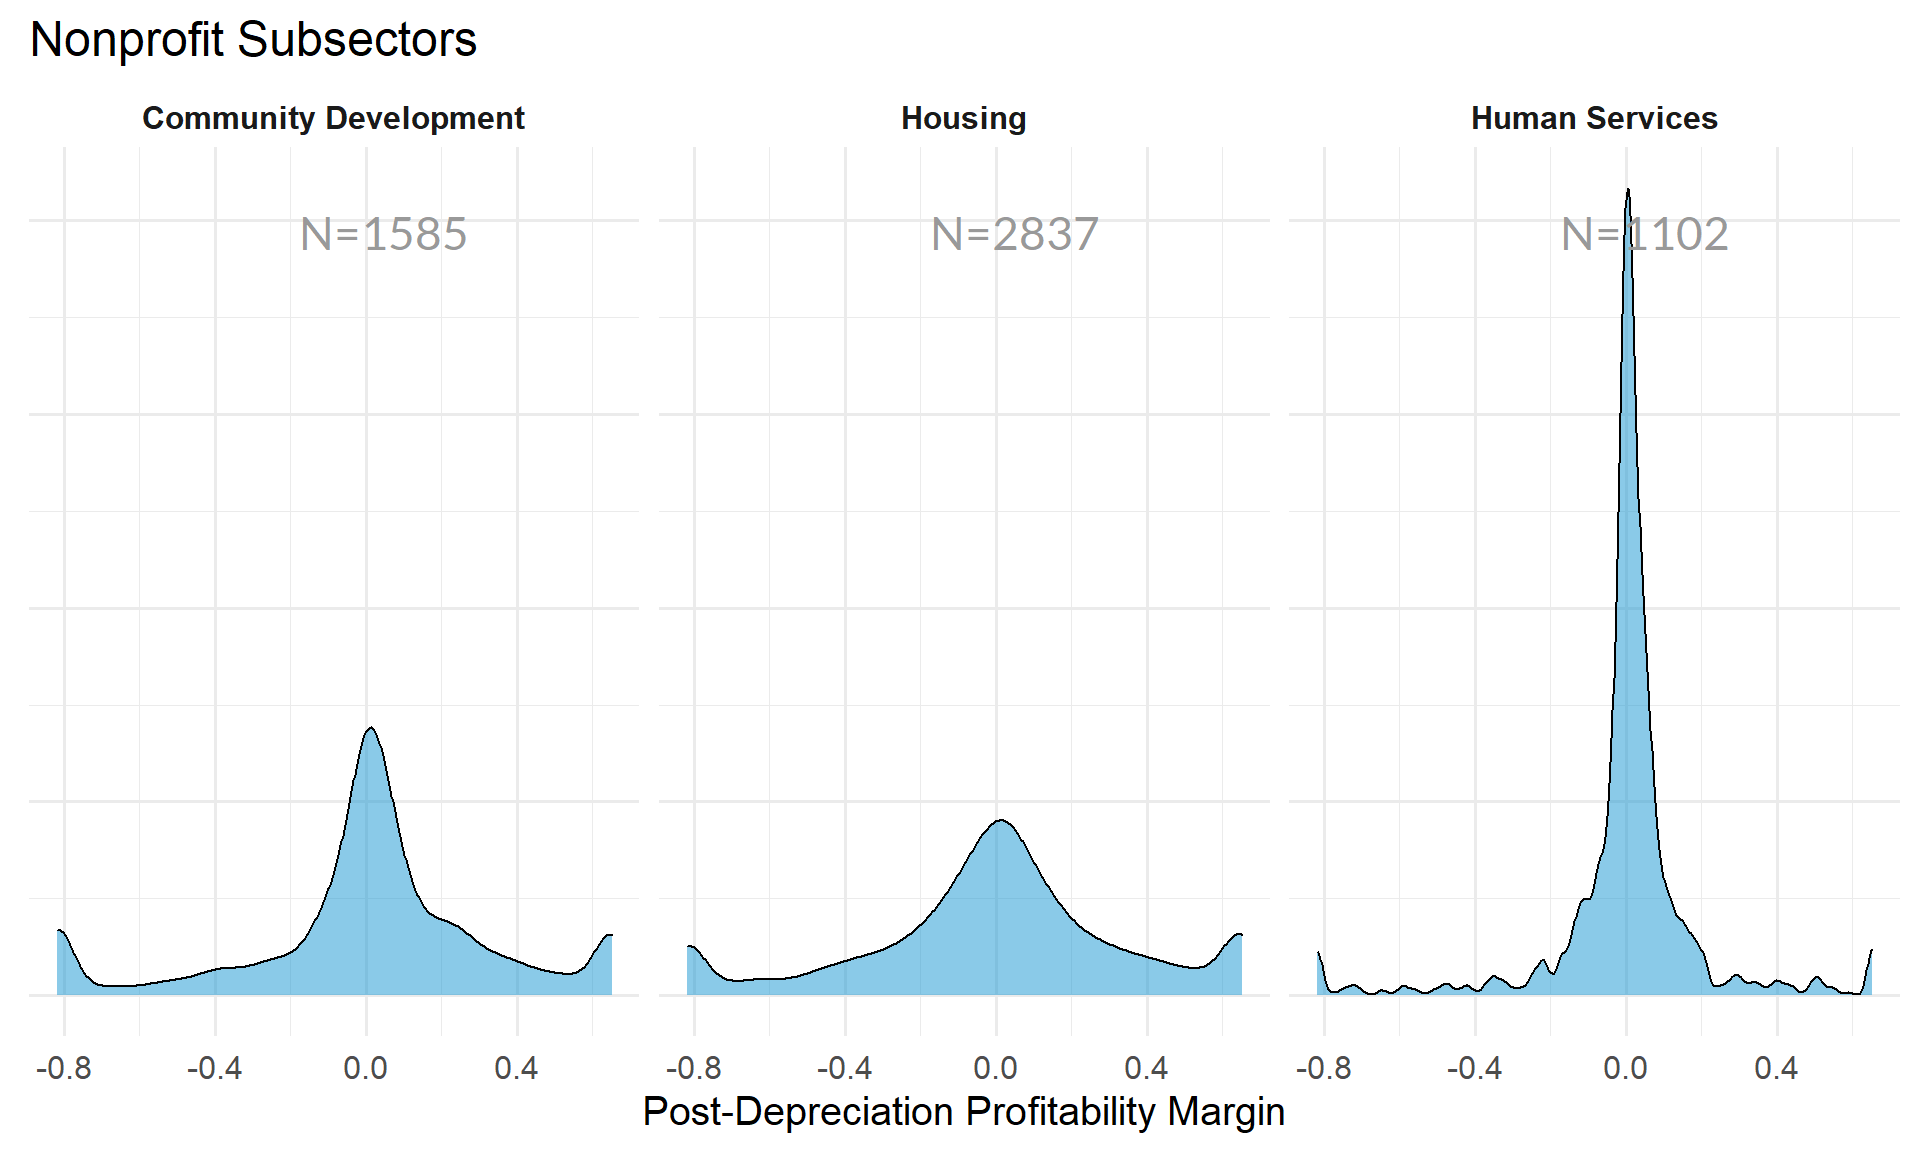 Nonprofit Subsectors
Community Development
Housing
Human Services
N=1585
N=2837
N=1102
-0.8 -0.4 0.0 0.4
-0.8 -0.4 0.0 0.4
-0.8 -0.4 0.0 0.4
Post-Depreciation Profitability Margin